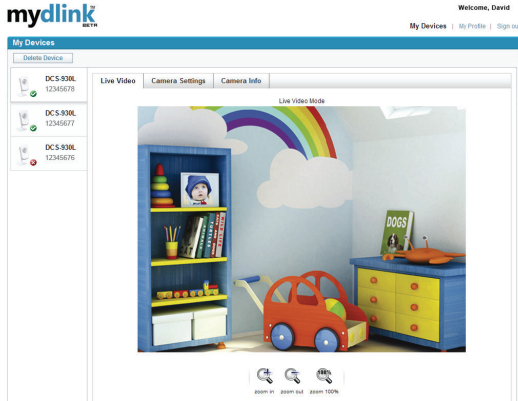 mydlink
BETA
Welcome, David
My Devices | My Profile | Sign ou
My Devices
Delete Device
DCS-930L
12345678
DCS-930L
12345677
DCS-930L
12345676
Live Video
Camera Settings
Camera Info
Live Video Mode
DOGS
zoom in
zoom out
100%
zoom 100%